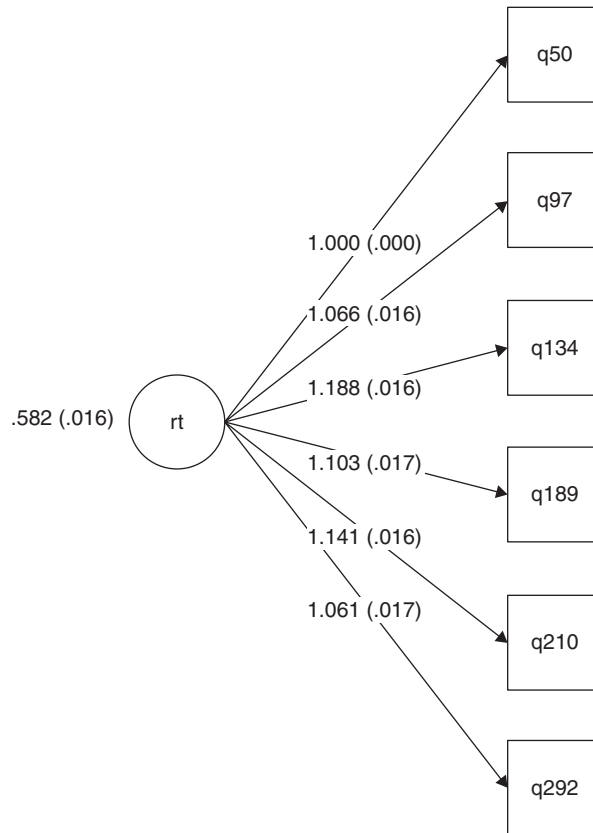 q50
q97
1.000 (.000)
1.066 (.016)
q134
1.188 (.016)
.582 (.016)
rt
1.103 (.017)
q189
1.141 (.016)
1.061 (.017)
q210
q292